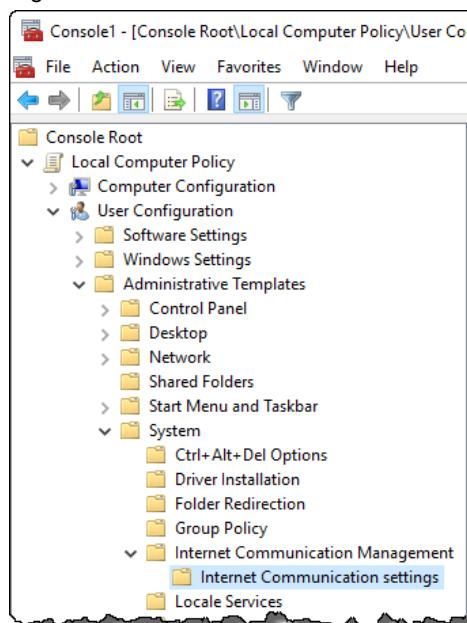 Console1 - [Console Root\Local Computer Policy\User Co
File Action View Favorites Window Help
Console Root
Local Computer Policy
Computer Configuration
User Configuration
Software Settings
Windows Settings
Administrative Templates
Control Panel
Desktop
Network
Shared Folders
Start Menu and Taskbar
System
Ctrl+Alt+Del Options
Driver Installation
Folder Redirection
Group Policy
Internet Communication Management
Internet Communication settings
Locale Services